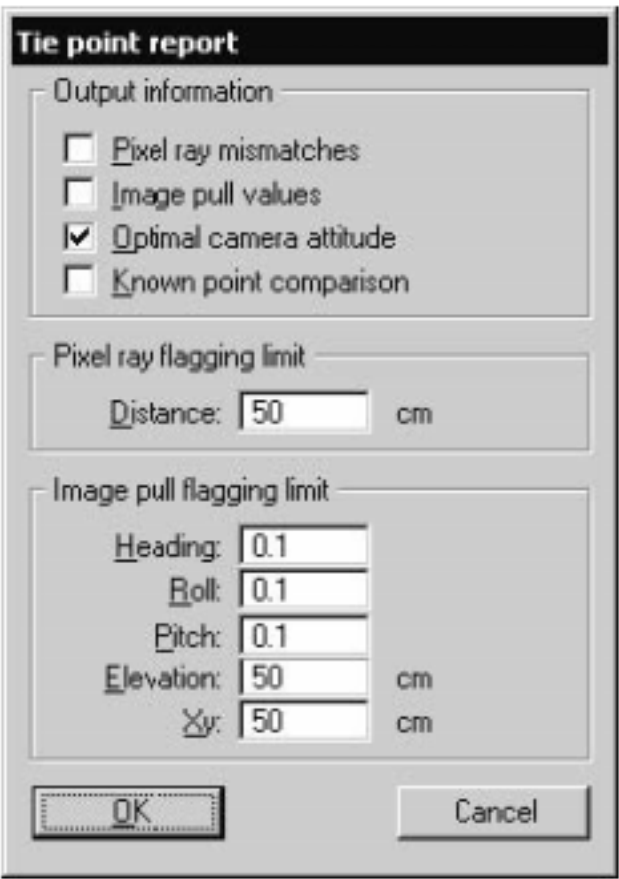 Tie point report
Output information
Pixel ray mismatches
Image pull values
Optimal camera attitude
Known point comparison
Pixel ray flagging limit
Distance: 50 cm
Image pull flagging limit
Heading: 0.1
Roll: 0.1
Pitch: 0.1
Elevation: 50 cm
Xy: 50 cm
OK Cancel